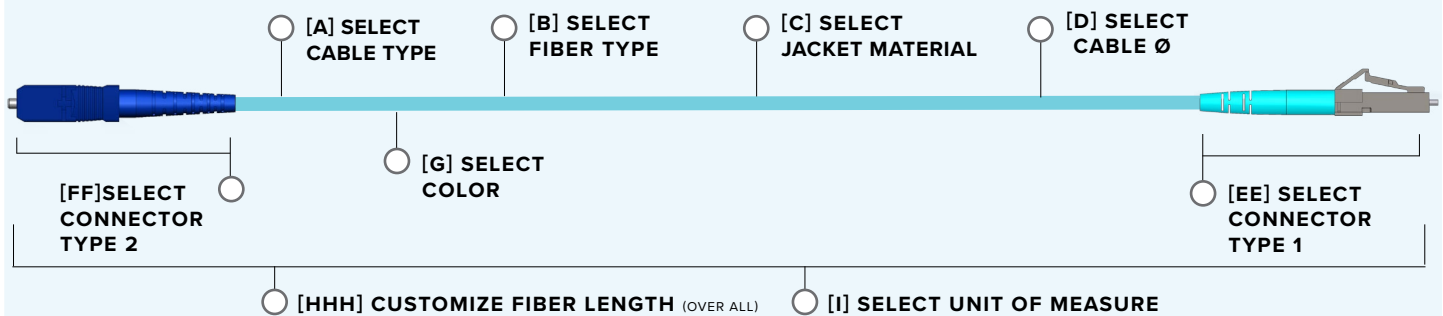 [A] SELECT
CABLE TYPE
[B] SELECT
FIBER TYPE
[C] SELECT
JACKET MATERIAL
[D] SELECT
CABLE Ø
[G] SELECT
COLOR
[FF]SELECT
CONNECTOR
TYPE 2
[EE] SELECT
CONNECTOR
TYPE 1
[HHH] CUSTOMIZE FIBER LENGTH (OVER ALL)
[I] SELECT UNIT OF MEASURE